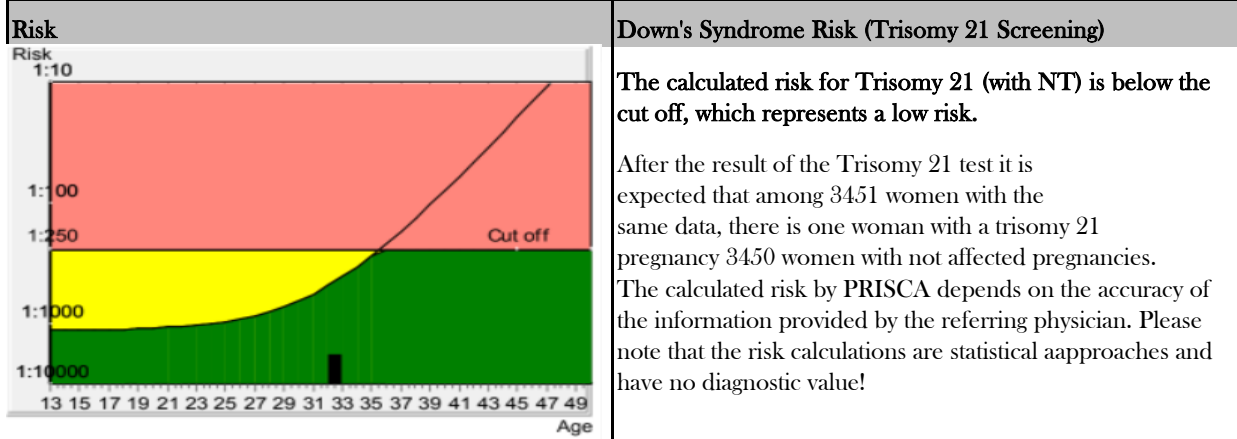 Risk
Down's Syndrome Risk (Trisomy 21 Screening)
Risk
1:10
1:100
1:250
Cut off
1:1000
1:10000
13 15 17 19 21 23 25 27 29 31 33 35 37 39 41 43 45 47 49
Age
The calculated risk for Trisomy 21 (with NT) is below the
cut off, which represents a low risk.
After the result of the Trisomy 21 test it is
expected that among 3451 women with the
same data, there is one woman with a trisomy 21
pregnancy 3450 women with not affected pregnancies.
The calculated risk by PRISCA depends on the accuracy of
the information provided by the referring physician. Please
note that the risk calculations are statistical aapproaches and
have no diagnostic value!